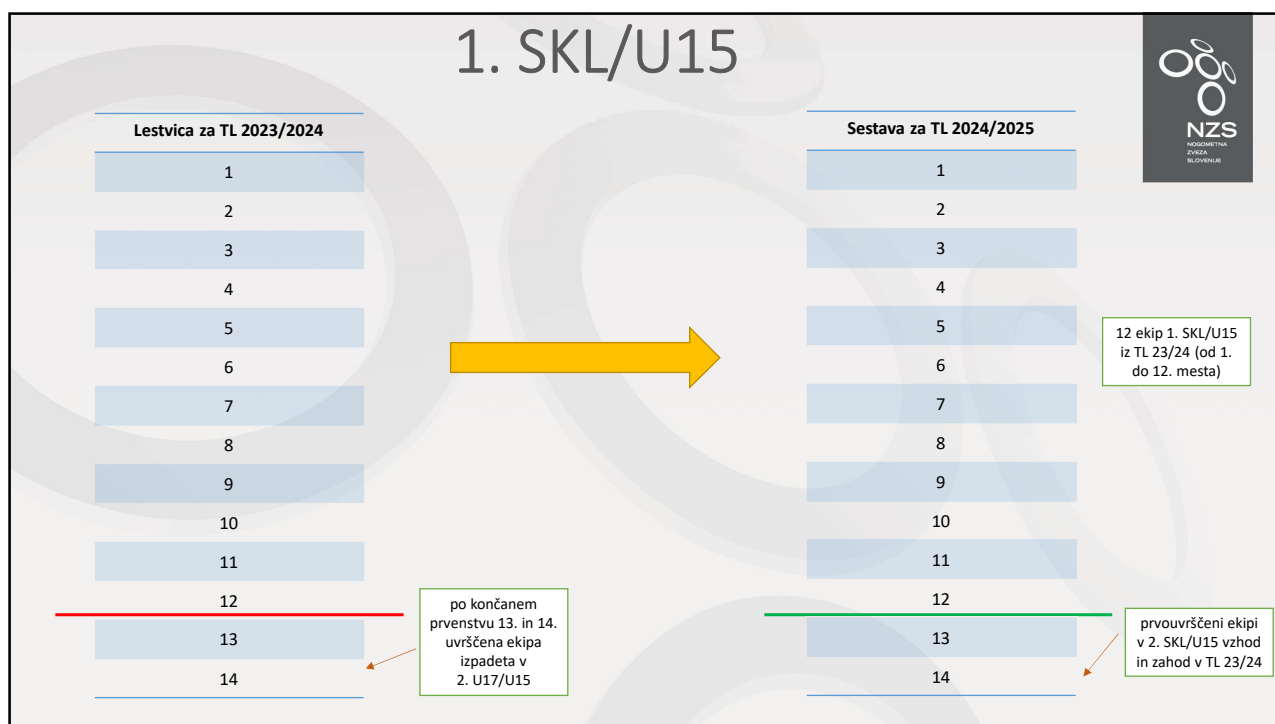 1. SKL/U15
NZS
NOGOMETNA
ZVEZA
SLOVENIJE
Lestvica za TL 2023/2024
1
2
3
4
5
6
7
8
9
10
11
12
13
14
po končanem
prvenstvu 13. in 14.
uvrščena ekipa
izpadeta v
2. U17/U15
Sestava za TL 2024/2025
1
2
3
4
5
6
7
8
9
10
11
12
13
14
12 ekip 1. SKL/U15
iz TL 23/24 (od 1.
do 12. mesta)
prvouvrščeni ekipi
v 2. SKL/U15 vzhod
in zahod v TL 23/24